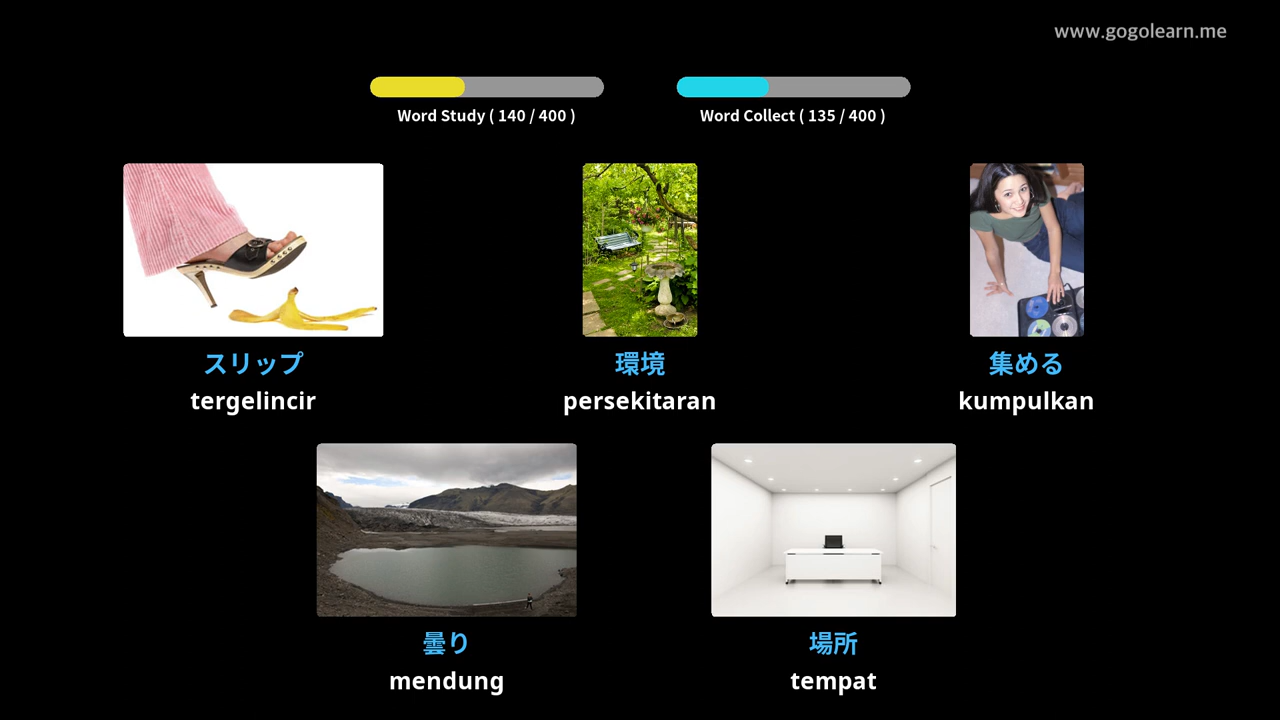 www.gogolearn.me
Word Study ( 140 / 400 )
Word Collect ( 135 / 400 )
スリップ
tergelincir
環境
persekitaran
集める
kumpulkan
曇り
mendung
場所
tempat